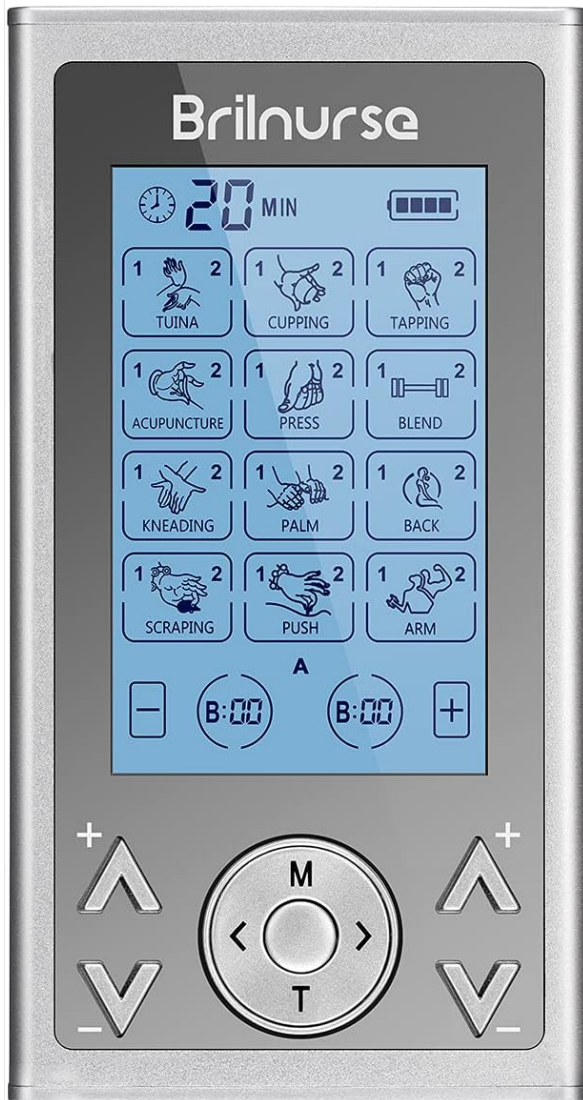 Brilnurse
20 MIN
1 2 1 2 1 2
TUINA CUPPING TAPPING
1 2 1 2 1 2
ACUPUNCTURE PRESS BLEND
1 2 1 2 1 2
KNEADING PALM BACK
1 2 1 2 1 2
SCRAPING PUSH ARM
A
− B:00 B:00 +
+ +
M
< >
T
− −